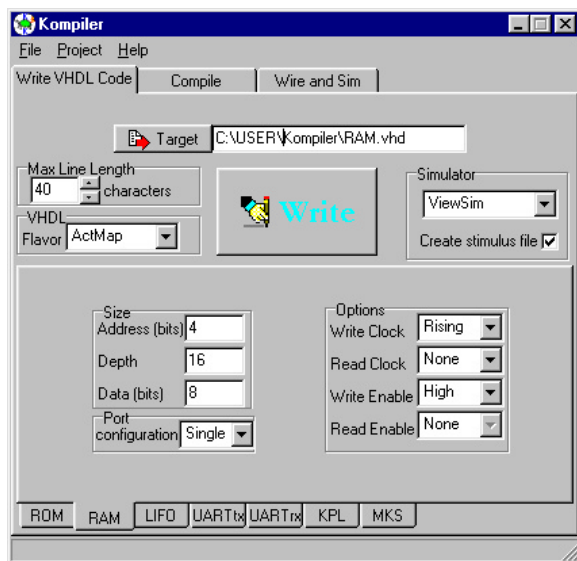 Kompiler
File Project Help
Write VHDL Code Compile Wire and Sim
Target C:\USER\Kompiler\RAM.vhd
Max Line Length
40 characters
VHDL
Flavor ActMap
Write
Simulator
ViewSim
Create stimulus file
Size
Address (bits) 4
Depth 16
Data (bits) 8
Port
configuration Single
Options
Write Clock Rising
Read Clock None
Write Enable High
Read Enable None
ROM RAM LIFO UARTtx UARTrx KPL MKS